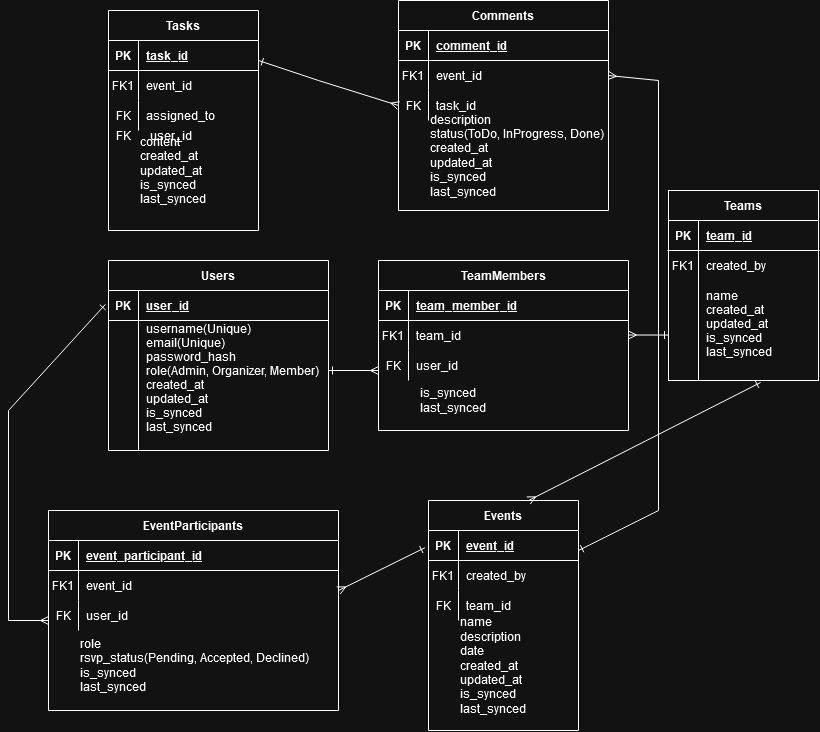 Tasks
PK task_id
FK1 event_id
FK assigned_to
FK user_id
content
created_at
updated_at
is_synced
last_synced
Comments
PK comment_id
FK1 event_id
FK task_id
description
status(ToDo, InProgress, Done)
created_at
updated_at
is_synced
last_synced
Teams
PK team_id
FK1 created_by
name
created_at
updated_at
is_synced
last_synced
Users
PK user_id
username(Unique)
email(Unique)
password_hash
role(Admin, Organizer, Member)
created_at
updated_at
is_synced
last_synced
TeamMembers
PK team_member_id
FK1 team_id
FK user_id
is_synced
last_synced
EventParticipants
PK event_participant_id
FK1 event_id
FK user_id
role
rsvp_status(Pending, Accepted, Declined)
is_synced
last_synced
Events
PK event_id
FK1 created_by
FK team_id
name
description
date
created_at
updated_at
is_synced
last_synced